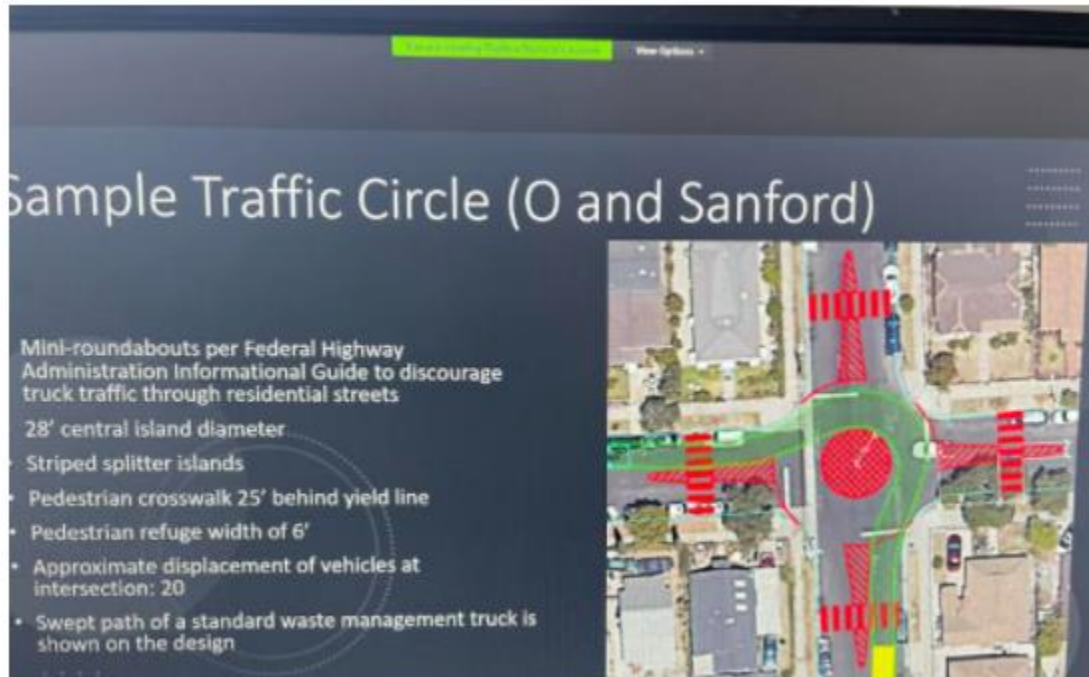 View Options
Sample Traffic Circle (O and Sanford)
Mini-roundabouts per Federal Highway
Administration Informational Guide to discourage
truck traffic through residential streets
28' central island diameter
• Striped splitter islands
• Pedestrian crosswalk 25' behind yield line
• Pedestrian refuge width of 6'
• Approximate displacement of vehicles at
intersection: 20
• Swept path of a standard waste management truck is
shown on the design